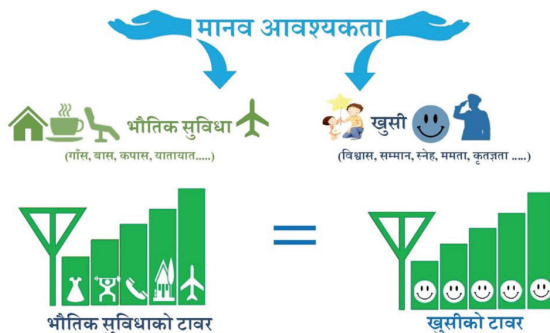 मानव आवश्यकता
भौतिक सुविधा
(गाँस, बास, कपास, यातायात.....)
खुसी
(विश्वास, सम्मान, स्नेह, ममता, कृतज्ञता .....)
=
भौतिक सुविधाको टावर
खुसीको टावर